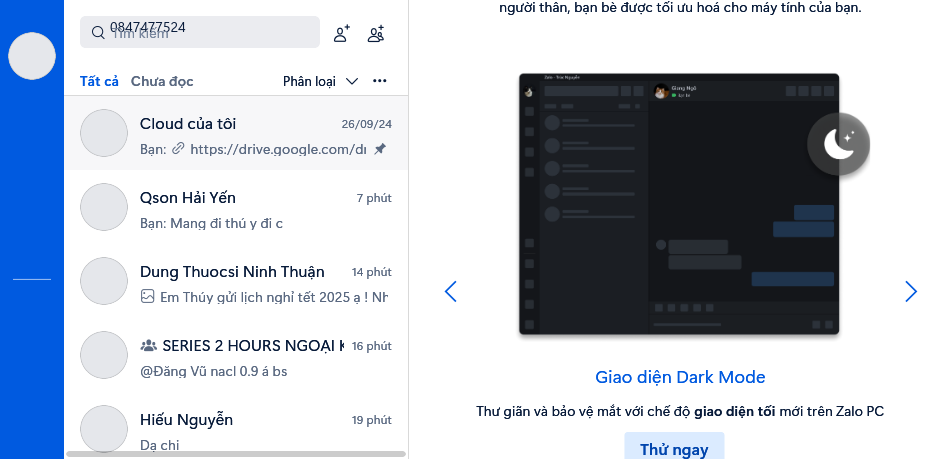 0847477524
Tìm kiếm
Tất cả
Chưa đọc
Phân loại
Cloud của tôi
26/09/24
Bạn: https://drive.google.com/d
Qson Hải Yến
7 phút
Bạn: Mang đi thú y đi c
Dung Thuocsi Ninh Thuận
14 phút
Em Thúy gửi lịch nghỉ tết 2025 ạ ! Nh
SERIES 2 HOURS NGOẠI K
16 phút
@Đăng Vũ nacl 0.9 á bs
Hiếu Nguyễn
19 phút
Dạ chi
người thân, bạn bè được tối ưu hoá cho máy tính của bạn.
Giao diện Dark Mode
Thư giãn và bảo vệ mắt với chế độ giao diện tối mới trên Zalo PC
Thử ngay